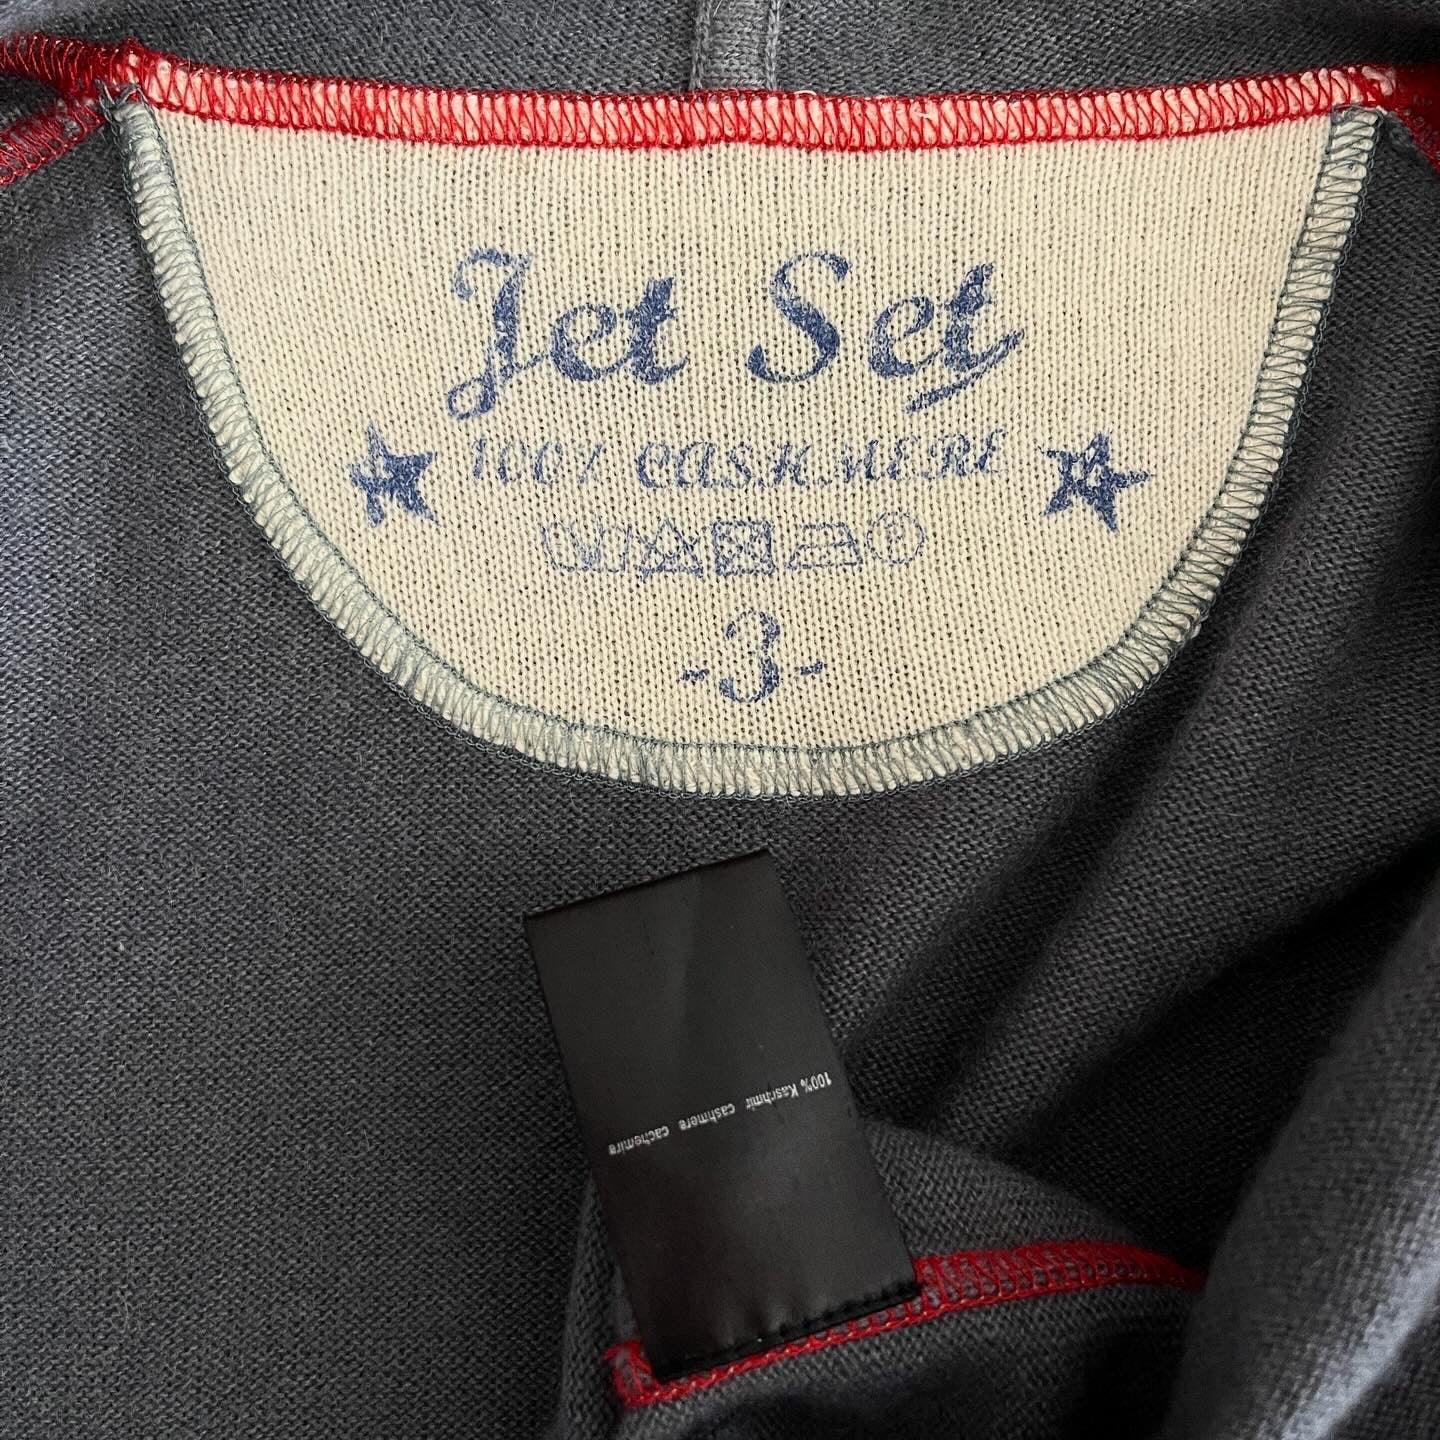 Jet Set
100% CASHMERE
P
-3-
100% Kaschmir cashmere cachemire